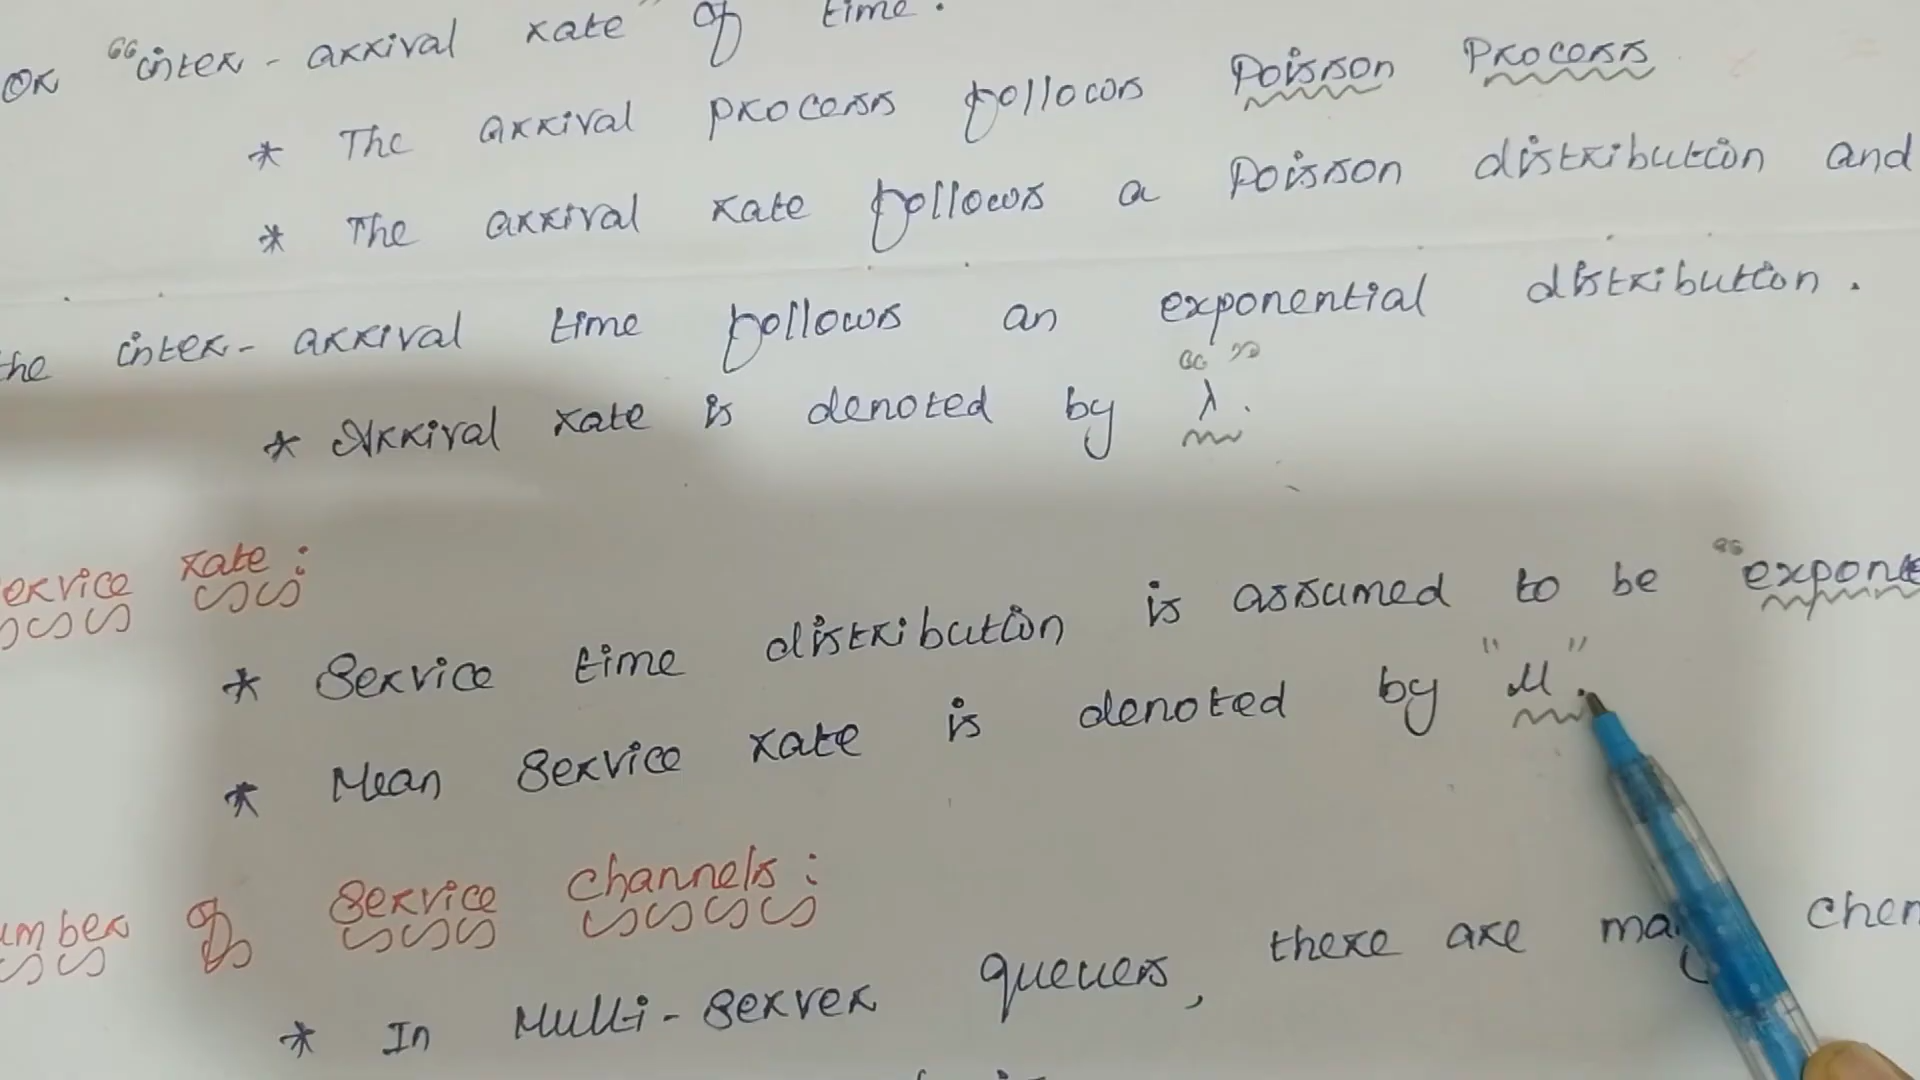 or "inter-arrival rate" of time.
* The arrival process follows Poisson Process
* The arrival rate follows a Poisson distribution and
the inter-arrival time follows an exponential distribution.
* Arrival rate is denoted by "λ".
ervice rate:
* Service time distribution is assumed to be "expone
* Mean Service rate is denoted by "μ".
umber of Service channels:
* In Multi-server queues, there are many